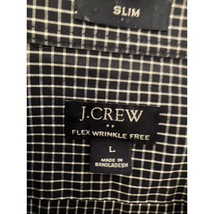 SLIM
J.CREW
FLEX WRINKLE FREE
L
MADE IN
BANGLADESH